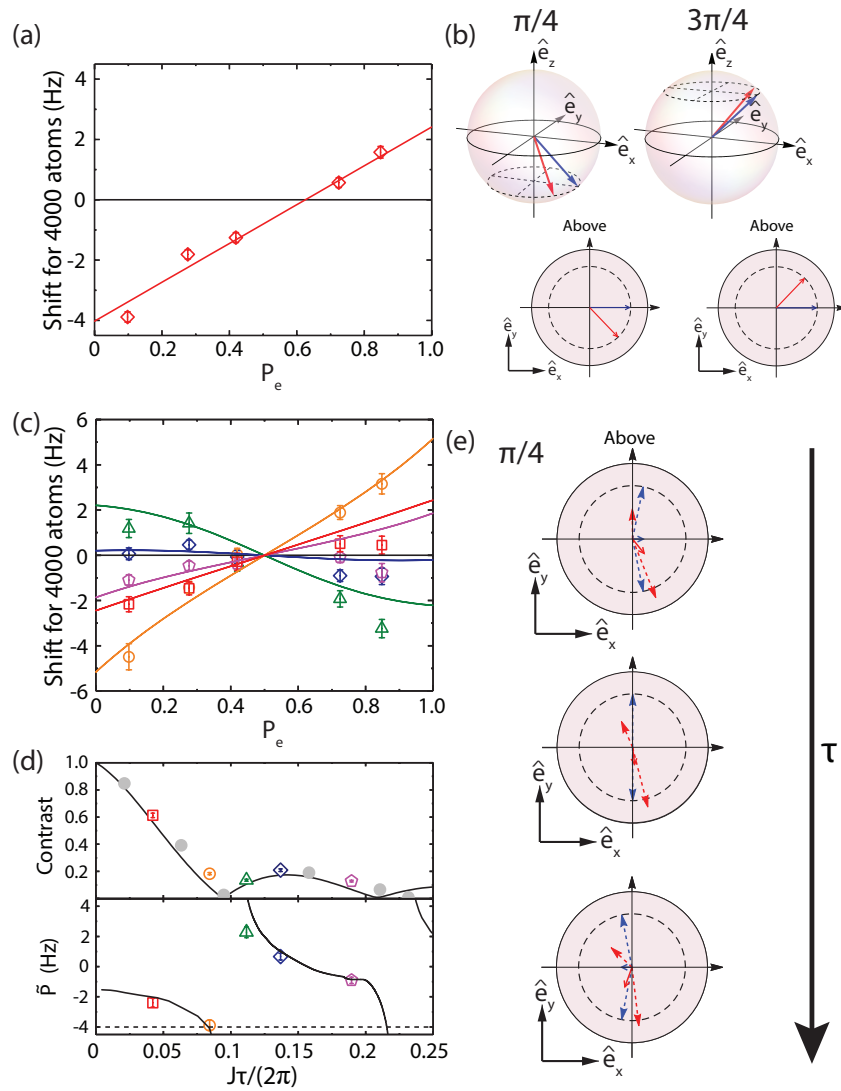 (a)
Shift for 4000 atoms (Hz)
4
2
0
-2
-4
0
0.2
0.4
0.6
0.8
1.0
P_e
(b)
π/4
3π/4
ê_z
ê_y
ê_x
ê_z
ê_y
ê_x
Above
Above
ê_y
ê_x
ê_y
ê_x
(c)
Shift for 4000 atoms (Hz)
6
4
2
0
-2
-4
-6
0
0.2
0.4
0.6
0.8
1.0
P_e
(d)
Contrast
1.0
0.8
0.6
0.4
0.2
P̃ (Hz)
4
2
0
-2
-4
0
0.05
0.10
0.15
0.20
0.25
Jτ/(2π)
(e)
π/4
Above
ê_y
ê_x
ê_y
ê_x
ê_y
ê_x
τ